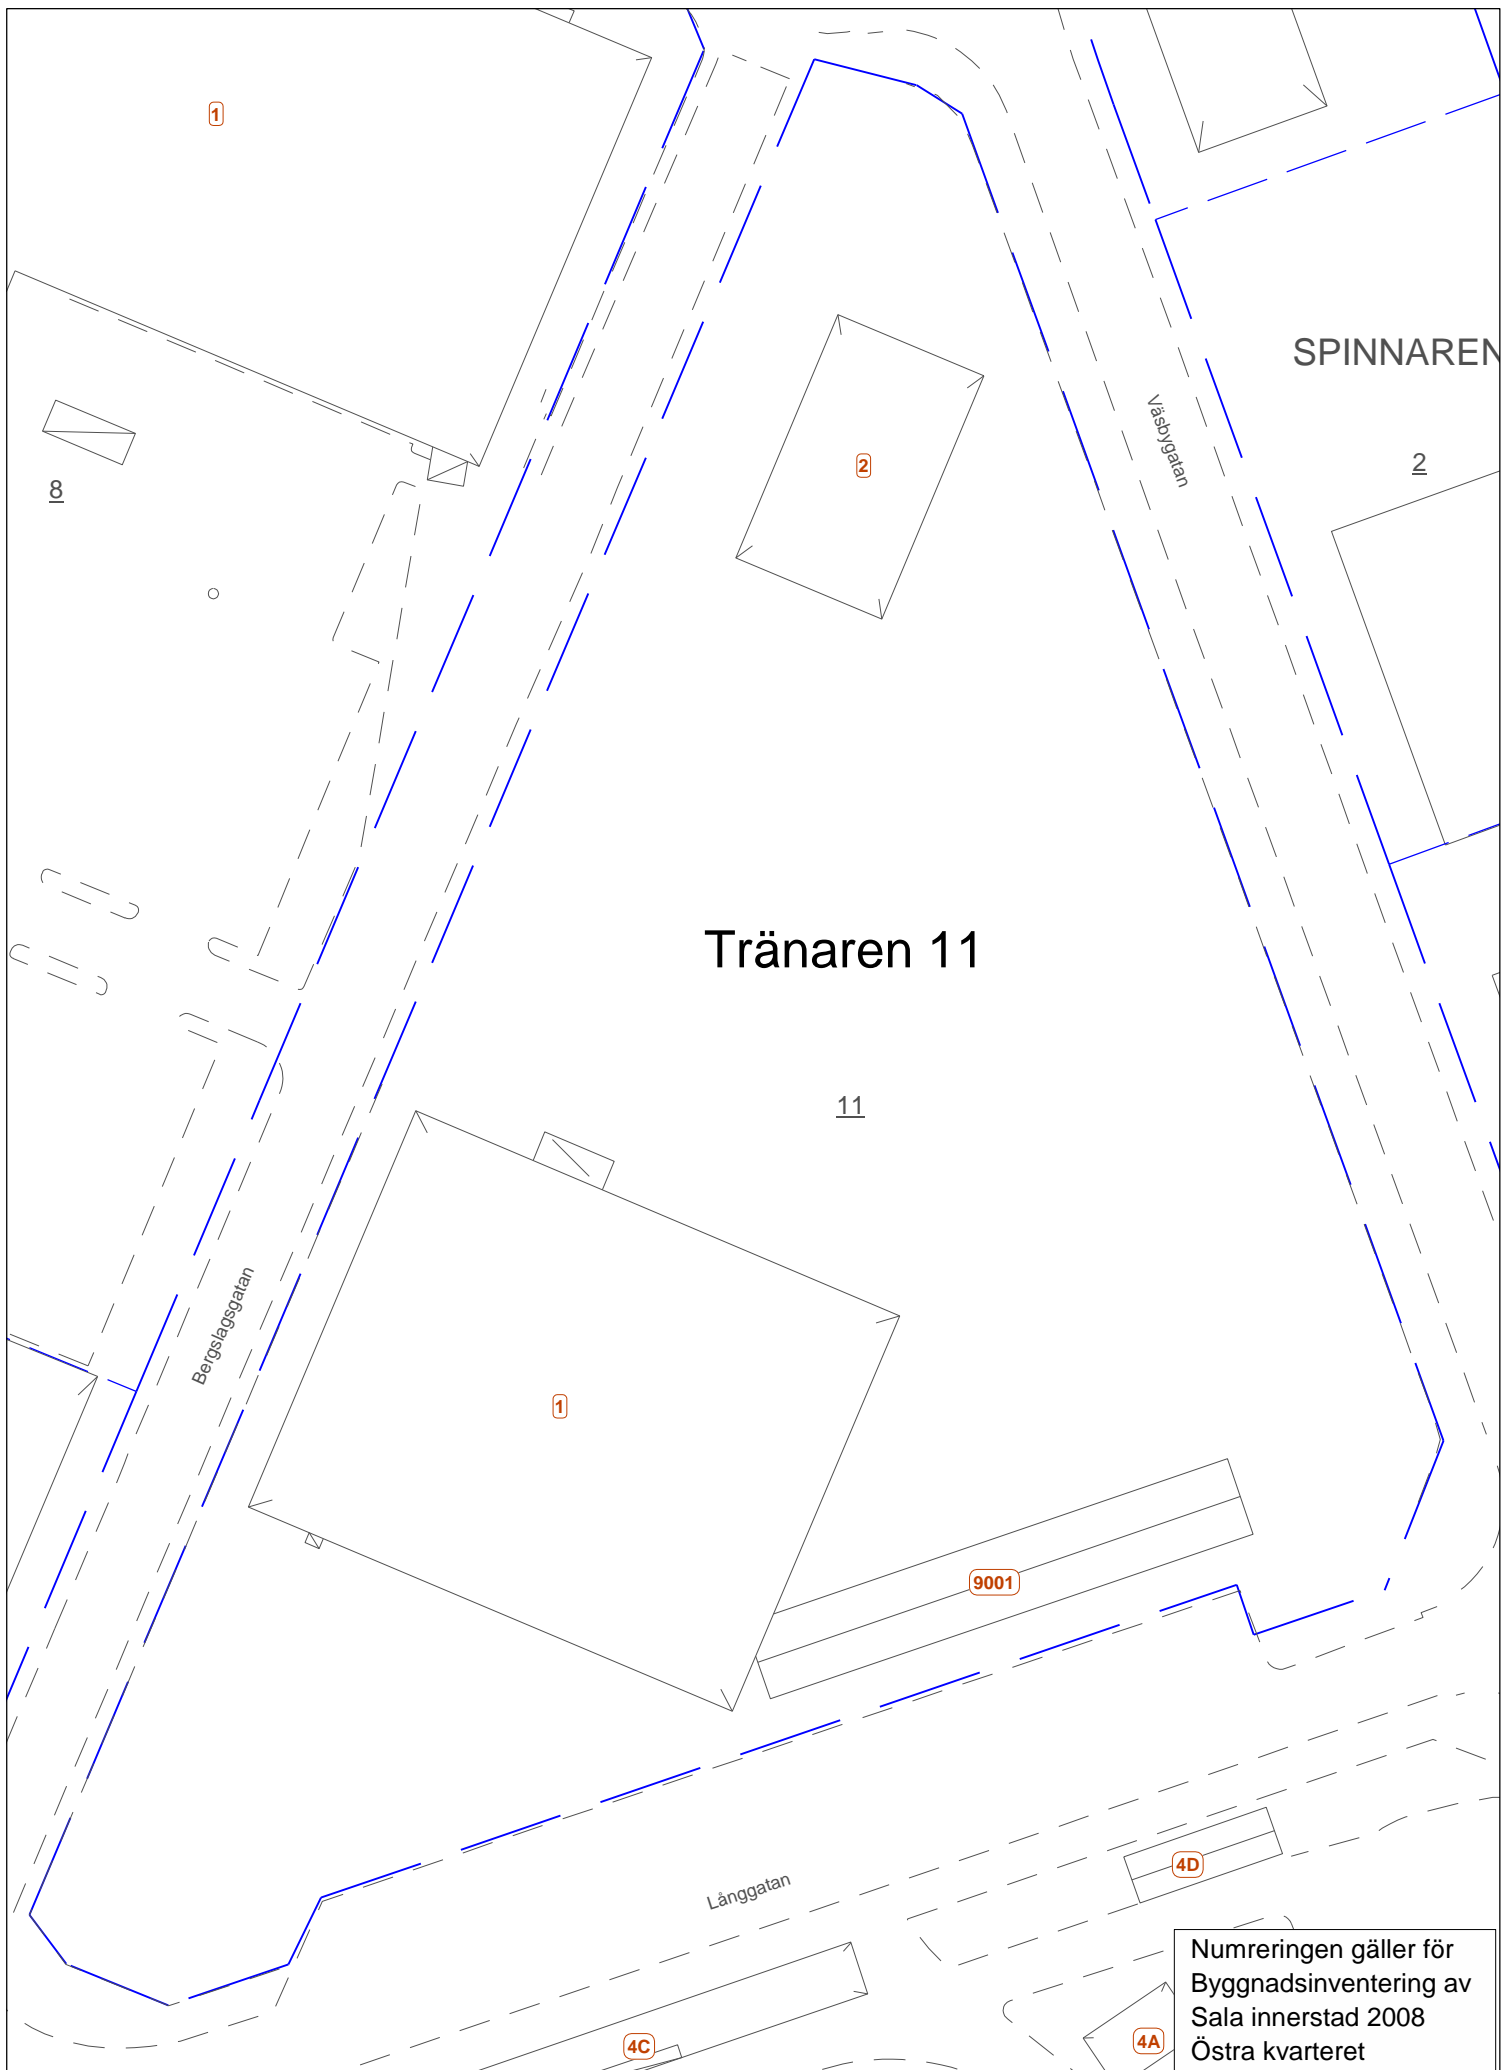 1
SPINNAREN
Väsbygatan
2
2
8
Tränaren 11
11
Bergslagsgatan
1
9001
4D
Långgatan
4C
4A
Numreringen gäller för
Byggnadsinventering av
Sala innerstad 2008
Östra kvarteret